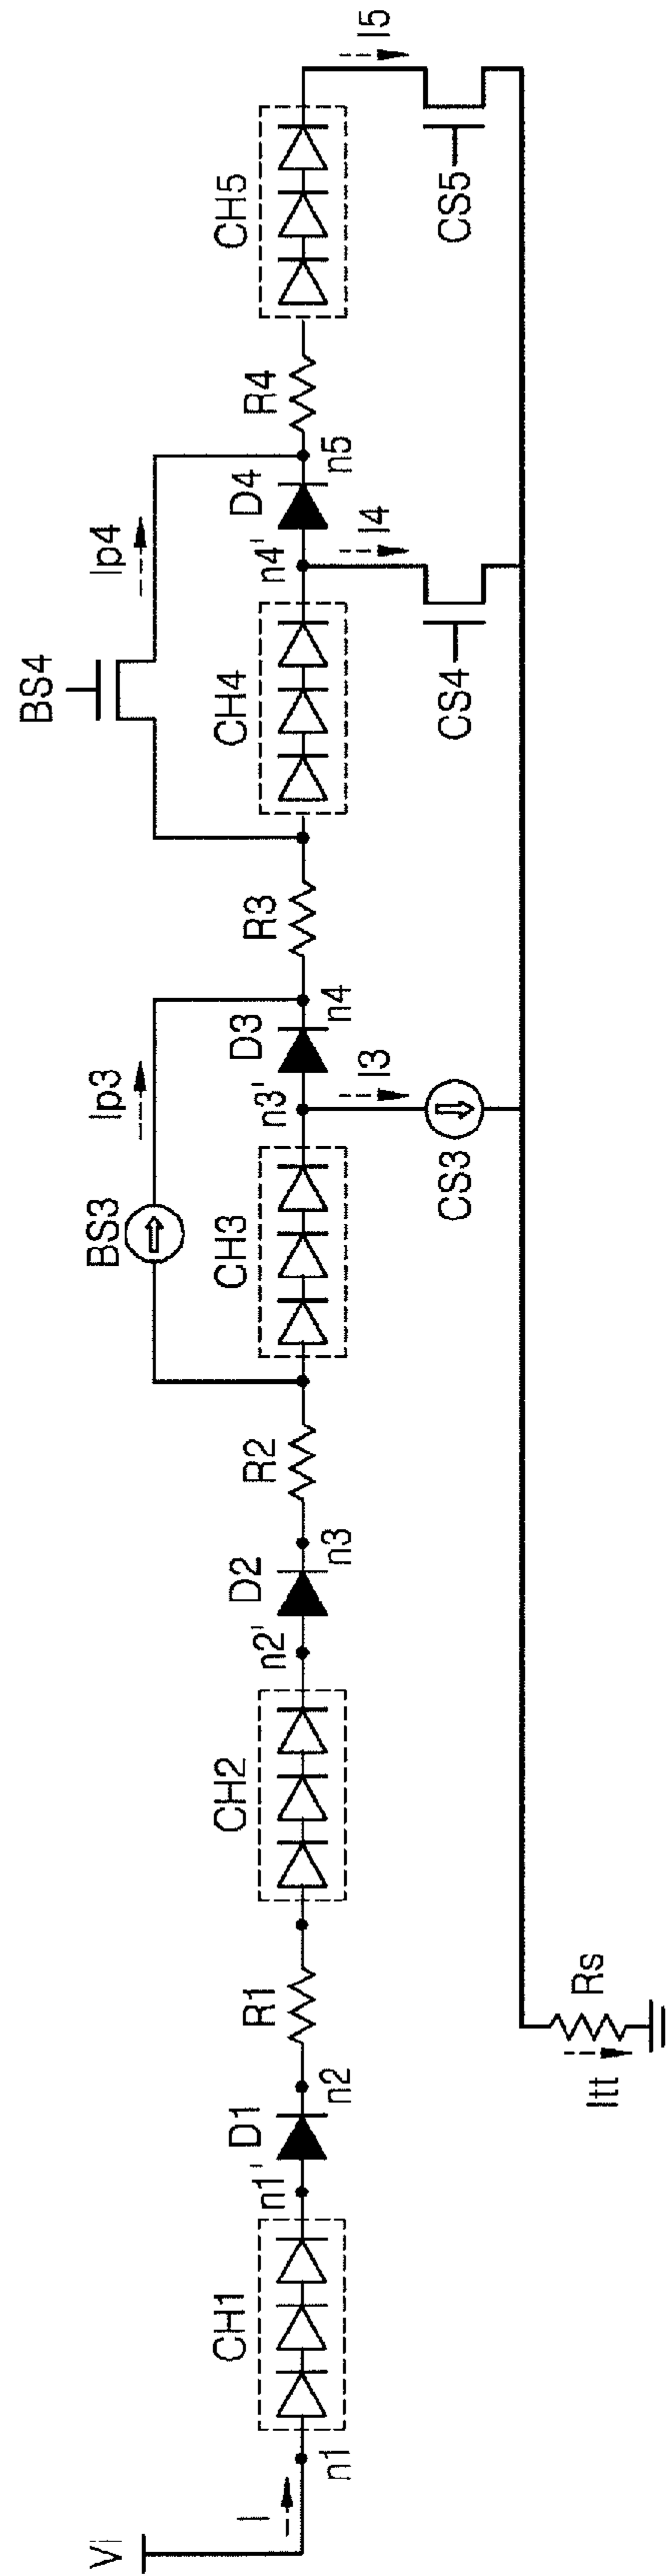 BS4
Vi
BS3
Ip3
Ip4
CH1
CH2
CH3
CH4
CH5
I
D1
R1
D2
R2
D3
R3
D4
R4
n1'
n2'
n3'
n4'
n1
n2
n3
n4
n5
I3
I4
I5
CS3
CS4
CS5
Rs
Itt